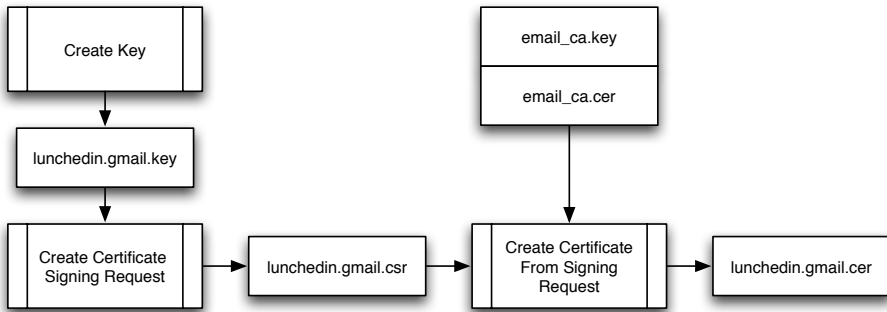 Create Key
email_ca.key
email_ca.cer
lunchedin.gmail.key
Create Certificate
Signing Request
lunchedin.gmail.csr
Create Certificate
From Signing
Request
lunchedin.gmail.cer